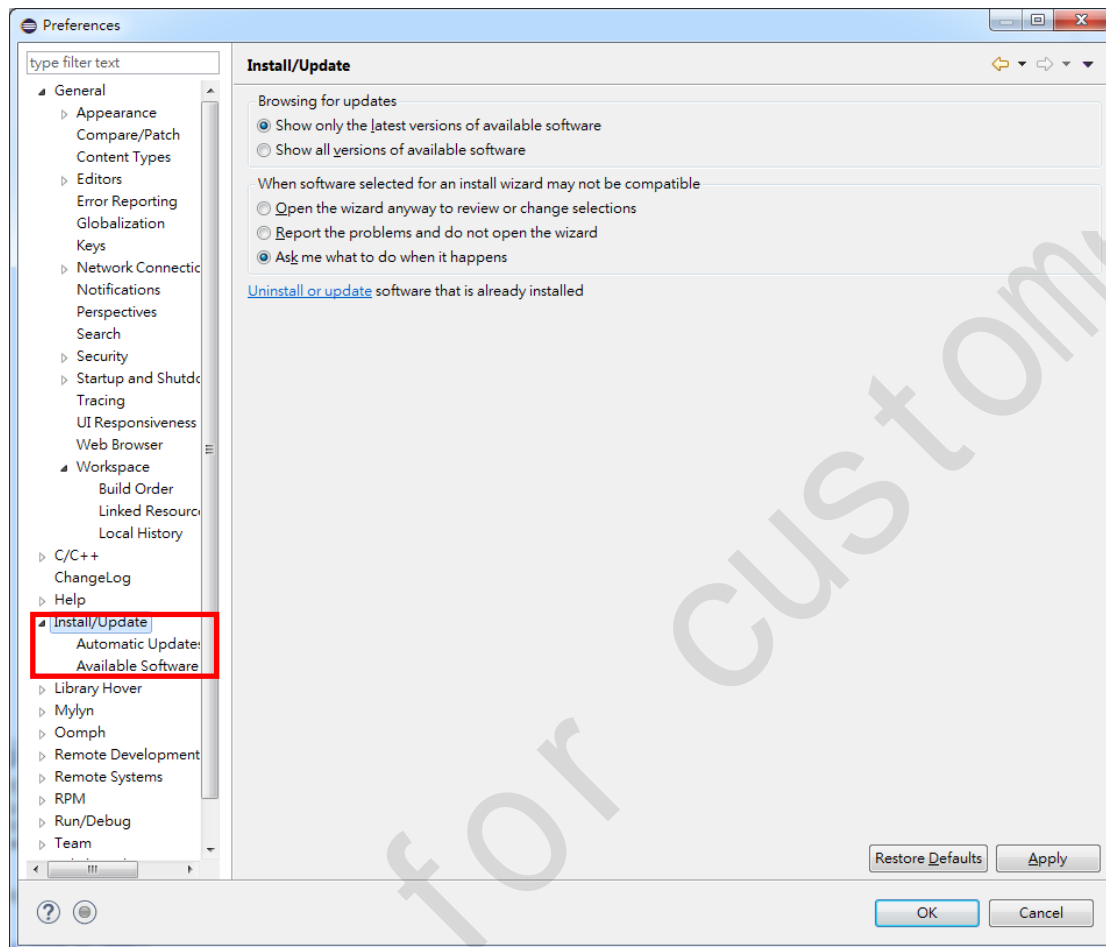 Preferences
type filter text
General
Appearance
Compare/Patch
Content Types
Editors
Error Reporting
Globalization
Keys
Network Connectic
Notifications
Perspectives
Search
Security
Startup and Shutdo
Tracing
UI Responsiveness
Web Browser
Workspace
Build Order
Linked Resourc
Local History
C/C++
ChangeLog
Help
Install/Update
Automatic Updates
Available Software
Library Hover
Mylyn
Oomph
Remote Development
Remote Systems
RPM
Run/Debug
Team
Install/Update
Browsing for updates
Show only the latest versions of available software
Show all versions of available software
When software selected for an install wizard may not be compatible
Open the wizard anyway to review or change selections
Report the problems and do not open the wizard
Ask me what to do when it happens
Uninstall or update software that is already installed
Restore Defaults Apply
OK Cancel
for custom